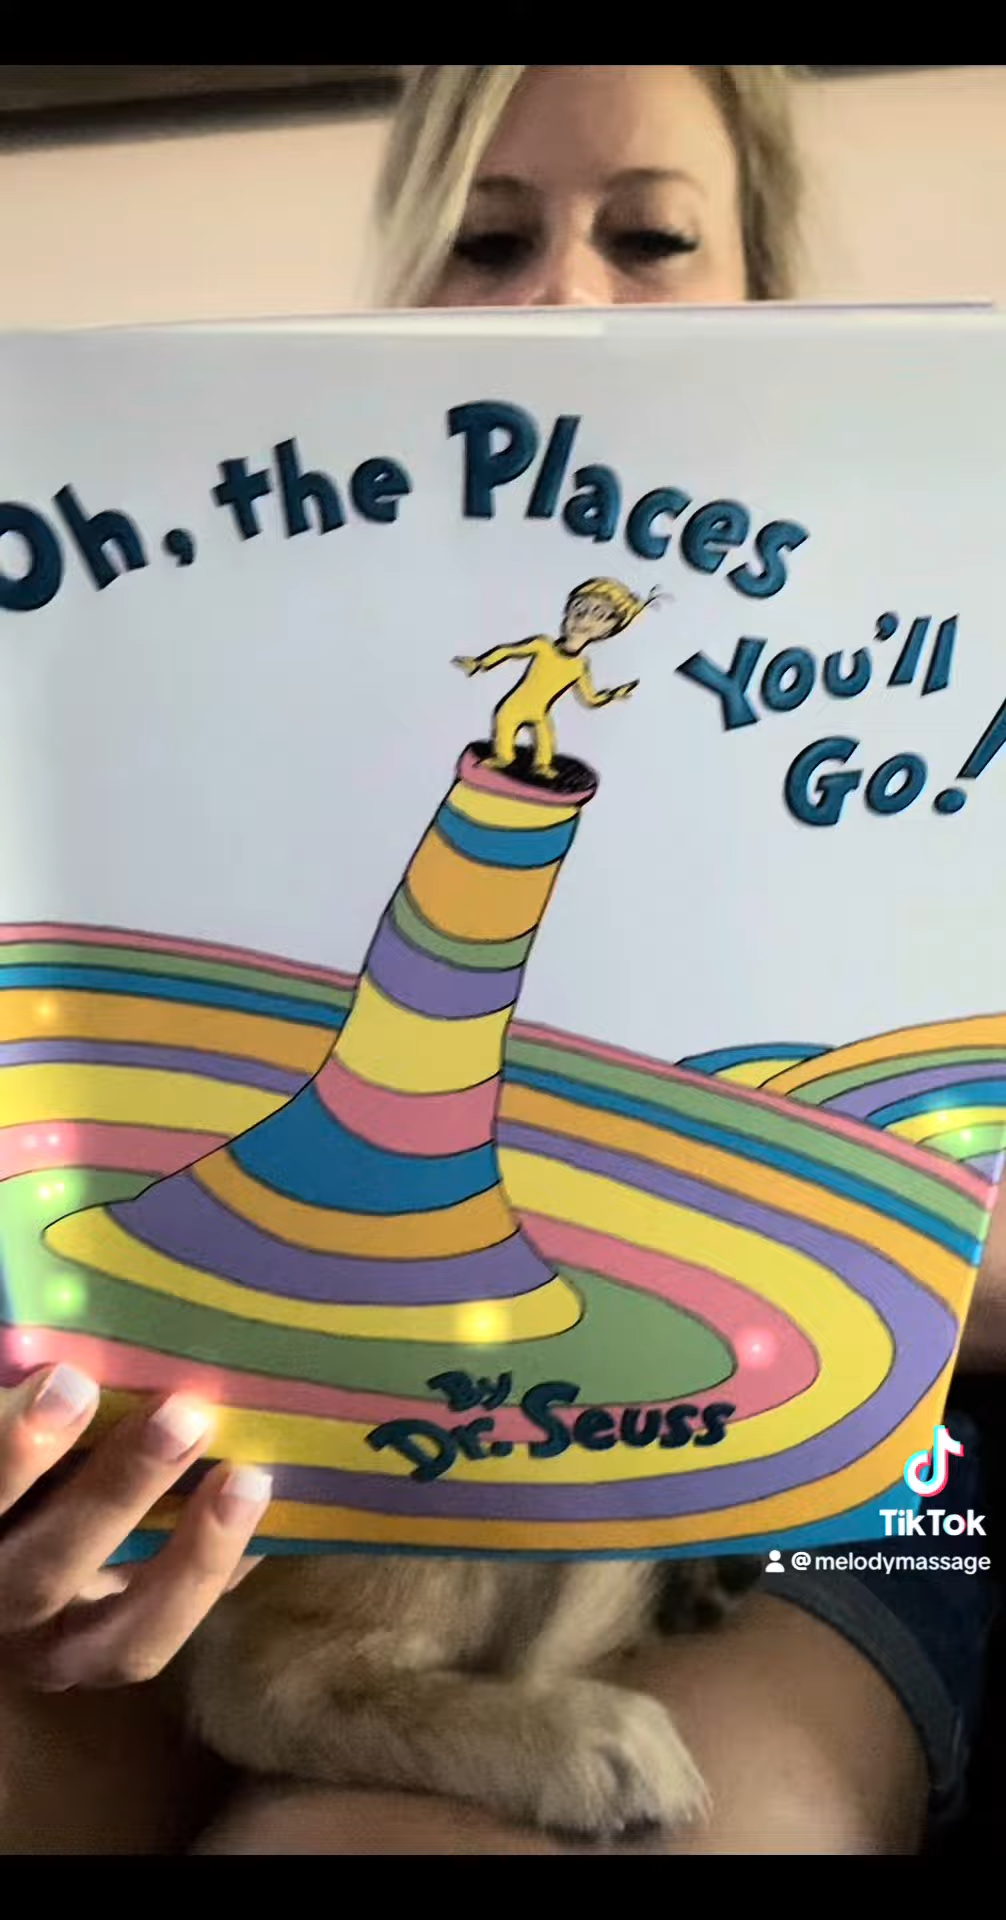 Oh, the Places
You'll
Go!
By
Dr. Seuss
TikTok
@melodymassage